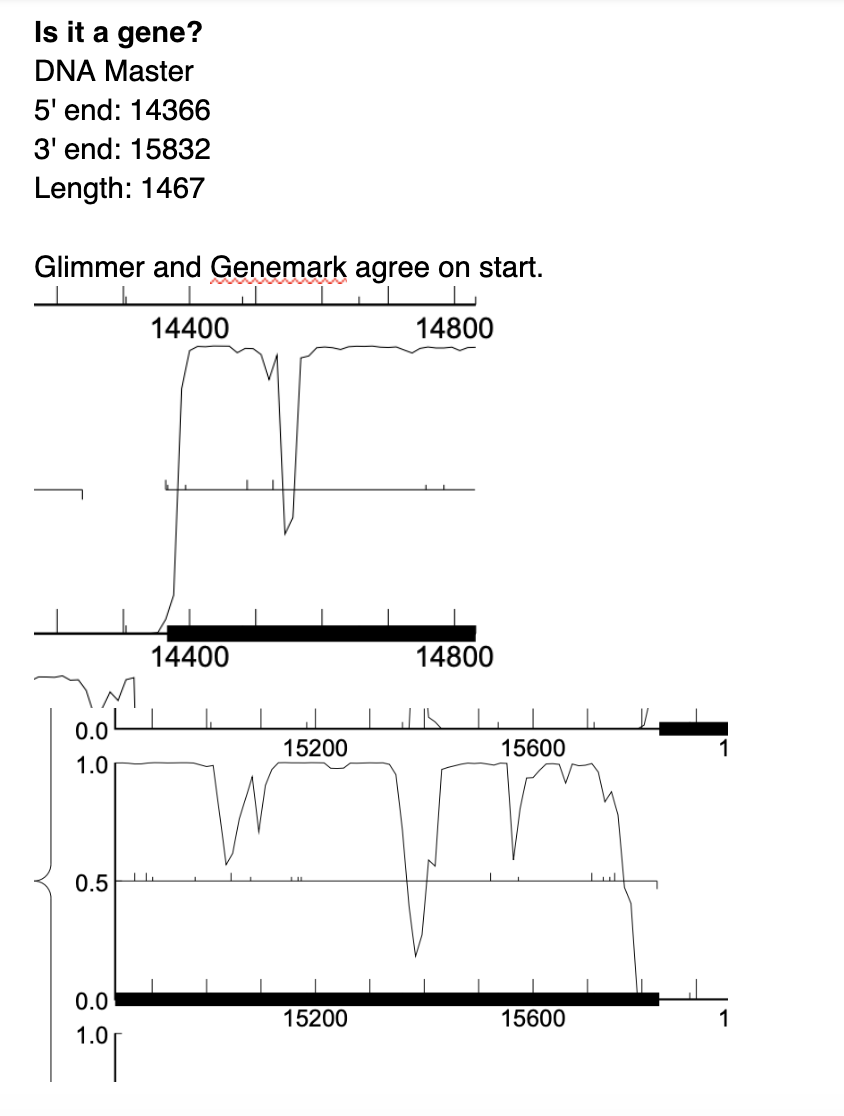 Is it a gene?
DNA Master
5' end: 14366
3' end: 15832
Length: 1467
Glimmer and Genemark agree on start.
14400 14800
14400 14800
0.0
15200 15600 1
1.0
0.5
0.0
15200 15600 1
1.0